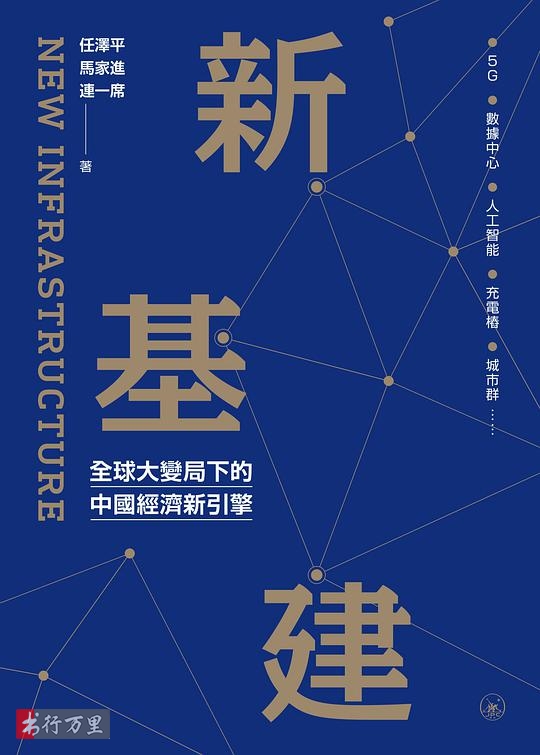 任澤平
馬家進
連一席
著
新
基
建
NEW INFRASTRUCTURE
5G
數據中心
人工智能
充電樁
城市群……
全球大變局下的
中國經濟新引擎
书行万里